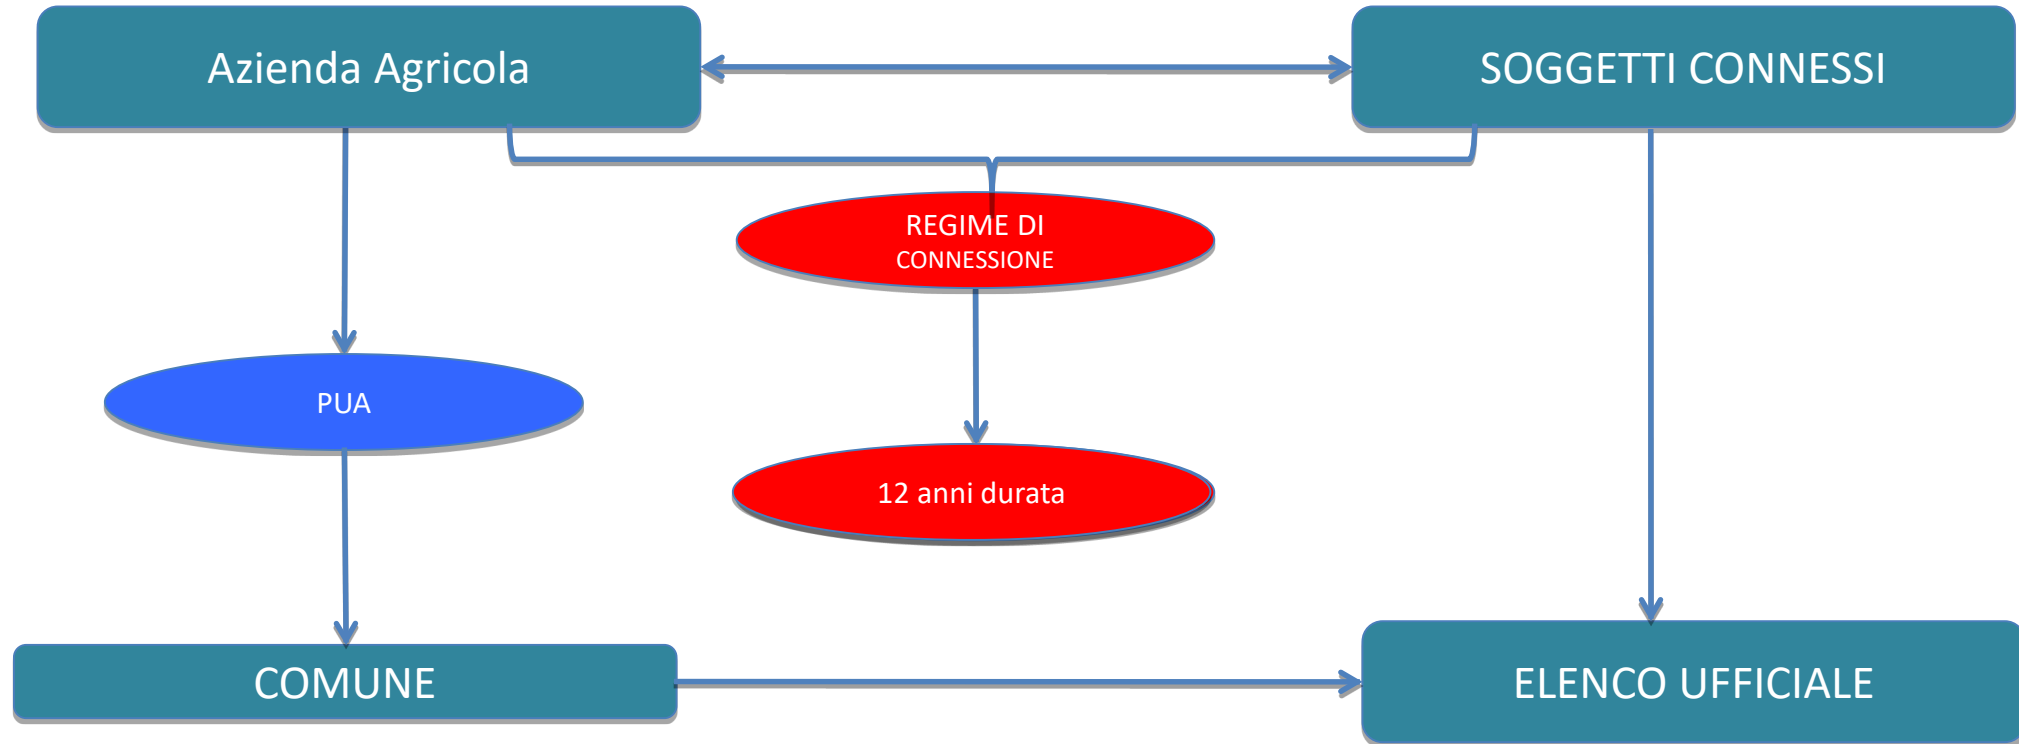 Azienda Agricola
SOGGETTI CONNESSI
REGIME DI
CONNESSIONE
PUA
12 anni durata
COMUNE
ELENCO UFFICIALE